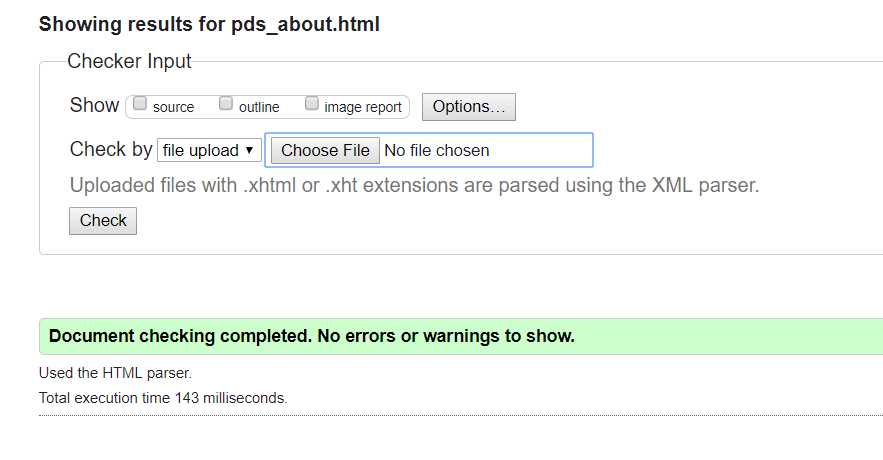 Showing results for pds_about.html
Checker Input
Show source outline image report Options...
Check by file upload Choose File No file chosen
Uploaded files with .xhtml or .xht extensions are parsed using the XML parser.
Check
Document checking completed. No errors or warnings to show.
Used the HTML parser.
Total execution time 143 milliseconds.